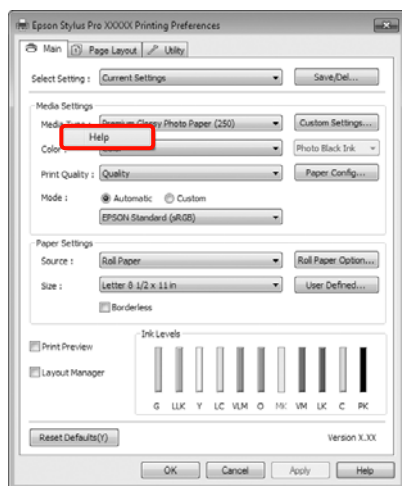 Epson Stylus Pro XXXXX Printing Preferences
Main Page Layout Utility
Select Setting : Current Settings Save/Del...
Media Settings
Media Type : Premium Glossy Photo Paper (250) Custom Settings...
Help
Color : Photo Black Ink
Print Quality : Quality Paper Config...
Mode : Automatic Custom
EPSON Standard (sRGB)
Paper Settings
Source : Roll Paper Roll Paper Option...
Size : Letter 8 1/2 x 11 in User Defined...
Borderless
Ink Levels
Print Preview
Layout Manager
G LLK Y LC VLM O MK VM LK C PK
Reset Defaults(Y) Version X.XX
OK Cancel Apply Help